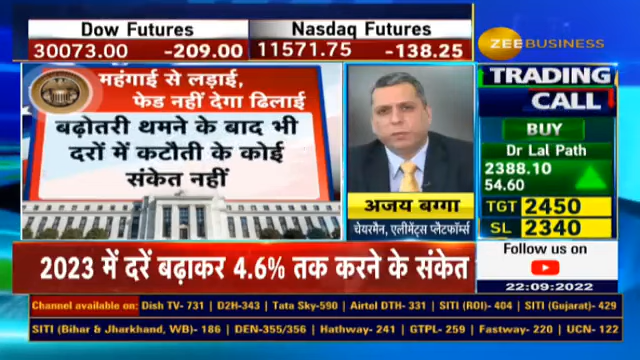 Dow Futures
30073.00 -209.00
Nasdaq Futures
11571.75 -138.25
ZEE BUSINESS
महंगाई से लड़ाई,
फेड नहीं देगा ढिलाई
बढ़ोतरी थमने के बाद भी
दरों में कटौती के कोई
संकेत नहीं
अजय बग्गा
चेयरमैन, एलीमेंट्स प्लैटफॉर्म्स
TRADING
CALL
BUY
Dr Lal Path
2388.10
54.60
TGT 2450
SL 2340
Follow us on
22:09:2022
2023 में दरें बढ़ाकर 4.6% तक करने के संकेत
Channel available on: Dish TV- 731 | D2H-343 | Tata Sky-590 | Airtel DTH- 331 | SITI (ROI)- 404 | SITI (Gujarat)- 429
SITI (Bihar & Jharkhand, WB)- 186 | DEN-355/356 | Hathway- 241 | GTPL- 259 | Fastway- 220 | UCN- 122